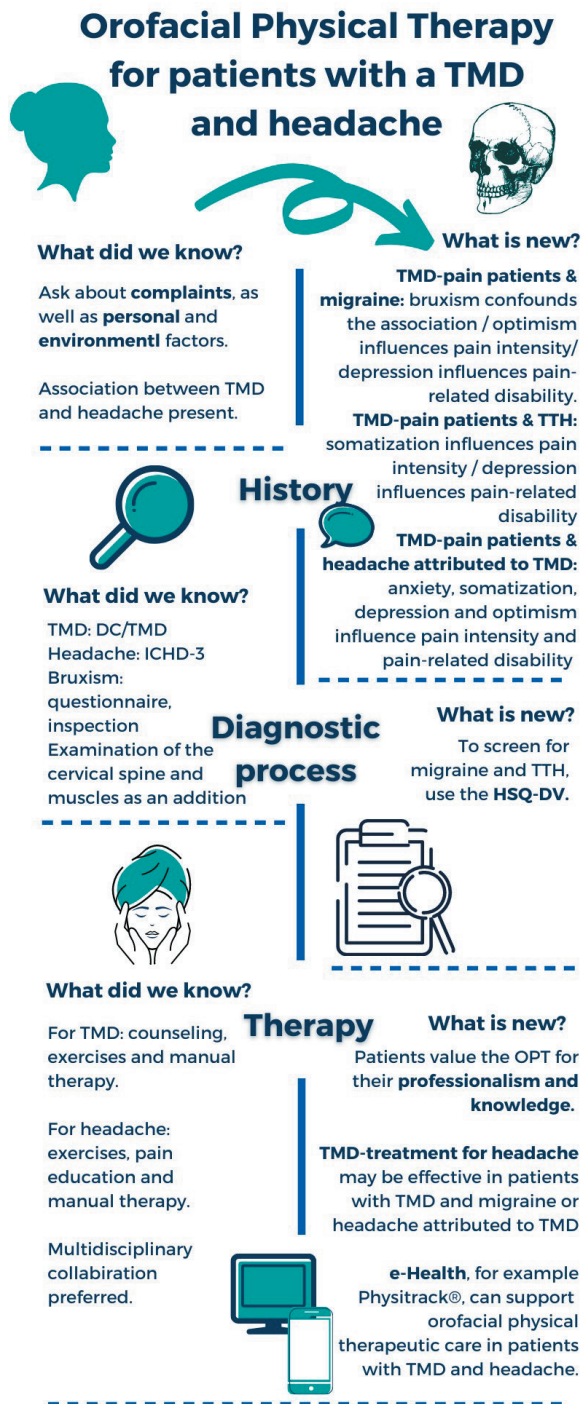 Orofacial Physical Therapy
for patients with a TMD
and headache
What did we know?
Ask about complaints, as
well as personal and
environmentl factors.
Association between TMD
and headache present.
What is new?
TMD-pain patients &
migraine: bruxism confounds
the association / optimism
influences pain intensity/
depression influences pain-
related disability.
TMD-pain patients & TTH:
somatization influences pain
intensity / depression
influences pain-related
disability
TMD-pain patients &
headache attributed to TMD:
anxiety, somatization,
depression and optimism
influence pain intensity and
pain-related disability
History
What did we know?
TMD: DC/TMD
Headache: ICHD-3
Bruxism:
questionnaire,
inspection
Examination of the
cervical spine and
muscles as an addition
Diagnostic
process
What is new?
To screen for
migraine and TTH,
use the HSQ-DV.
What did we know?
For TMD: counseling,
exercises and manual
therapy.
For headache:
exercises, pain
education and
manual therapy.
Multidisciplinary
collabiration
preferred.
Therapy
What is new?
Patients value the OPT for
their professionalism and
knowledge.
TMD-treatment for headache
may be effective in patients
with TMD and migraine or
headache attributed to TMD
e-Health, for example
Physitrack®, can support
orofacial physical
therapeutic care in patients
with TMD and headache.